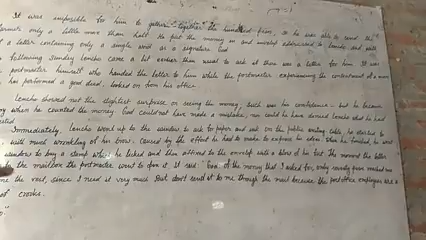 It was impossible for him to gather together the hundred pesos, so he was able to send the
farmer only a little more than half. He put the money in an envelope addressed to Lencho and with
it a letter containing only a single word as a signature: God
following Sunday Lencho came a bit earlier than usual to ask if there was a letter for him. It was
postmaster himself who handed the letter to him while the postmaster experiencing the contentment of a man
has performed a good deed, looked on from his office
Lencho showed not the slightest surprise on seeing the money, such was his confidence - but he became
when he counted the money. God could not have made a mistake, nor could he have denied Lencho what he had
Immediately, Lencho went up to the window to ask for paper and ink. On the public writing table, he started to
with much wrinkling of his brow, caused by the effort he had to make to express his ideas. When he finished, he went
window to buy a stamp which he licked and then affixed to the envelope with a blow of his fist. The moment the letter
the mailbox the postmaster went to open it. It said: God. Of the money that I asked for, only seventy pesos reached me
me the rest, since I need it very much. But don't send it to me through the mail because the post office employees are a
of crooks.